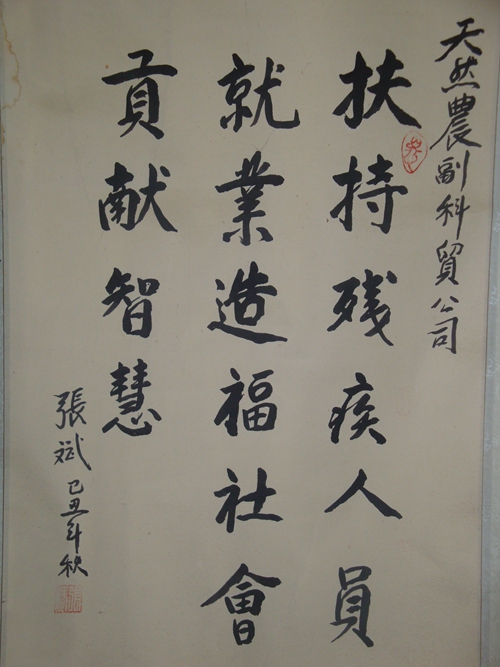 天然農副科貿公司
扶持残疾人員
就業造福社會
貢献智慧
張斌 己丑年秋